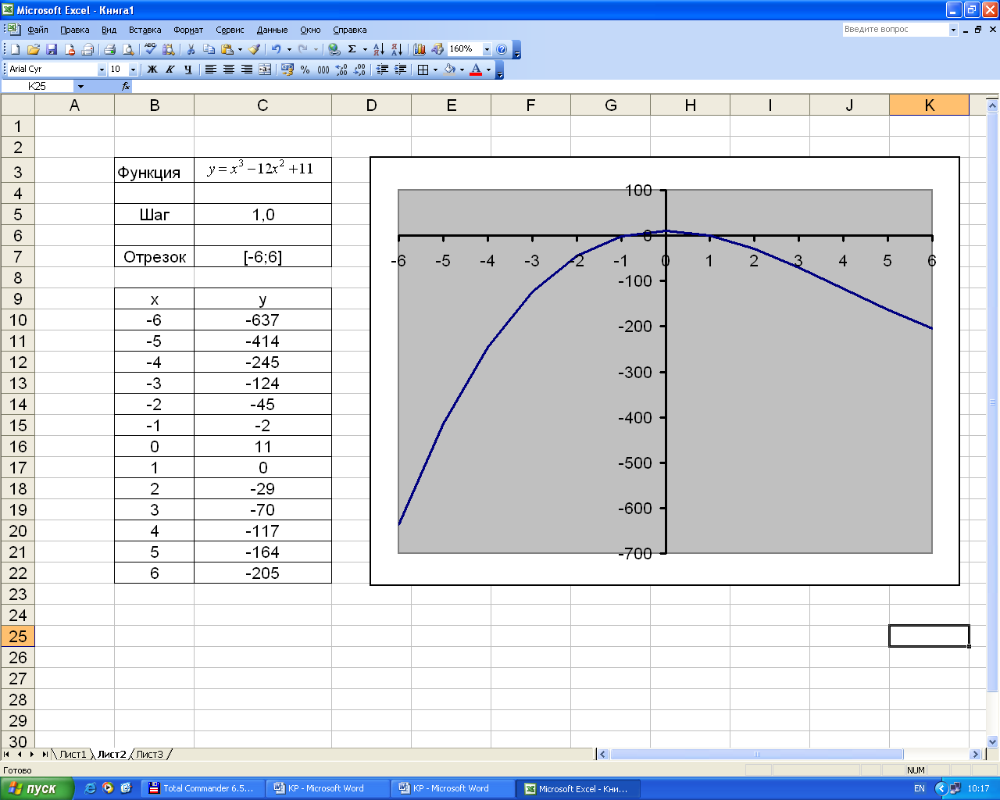 Microsoft Excel - Книга1
Файл Правка Вид Вставка Формат Сервис Данные Окно Справка Введите вопрос
160%
Arial Cyr 10 Ж К Ч % 000
K25 fx
A B C D E F G H I J K
1
2
3 Функция y = x³ − 12x² + 11
4
5 Шаг 1,0
6
7 Отрезок [-6;6]
8
9 x y
10 -6 -637
11 -5 -414
12 -4 -245
13 -3 -124
14 -2 -45
15 -1 -2
16 0 11
17 1 0
18 2 -29
19 3 -70
20 4 -117
21 5 -164
22 6 -205
23
24
25
26
27
28
29
30
100
0
-6 -5 -4 -3 -2 -1 0 1 2 3 4 5 6
-100
-200
-300
-400
-500
-600
-700
Лист1 Лист2 Лист3
Готово NUM
пуск Total Commander 6.5... КР - Microsoft Word КР - Microsoft Word Microsoft Excel - Кни... EN 10:17